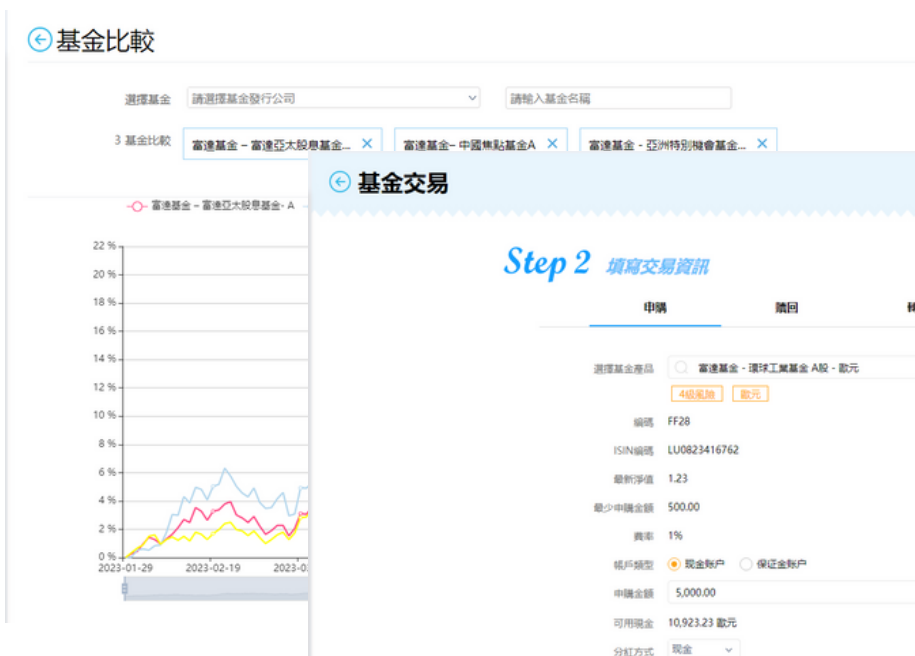 基金比較
選擇基金 請選擇基金發行公司 請輸入基金名稱
3 基金比較 富達基金 – 富達亞太股息基金... × 富達基金– 中國焦點基金A × 富達基金 - 亞洲特別機會基金... ×
富達基金 – 富達亞太股息基金- A
22 %
20 %
18 %
16 %
14 %
12 %
10 %
8 %
6 %
4 %
2 %
0 %
2023-01-29 2023-02-19 2023-0
基金交易
Step 2 填寫交易資訊
申購 贖回
選擇基金產品 富達基金 - 環球工業基金 A股 - 歐元
4級風險 歐元
編碼 FF28
ISIN編碼 LU0823416762
最新淨值 1.23
最少申購金額 500.00
費率 1%
帳戶類型 现金账户 保证金账户
申購金額 5,000.00
可用現金 10,923.23 歐元
分紅方式 现金